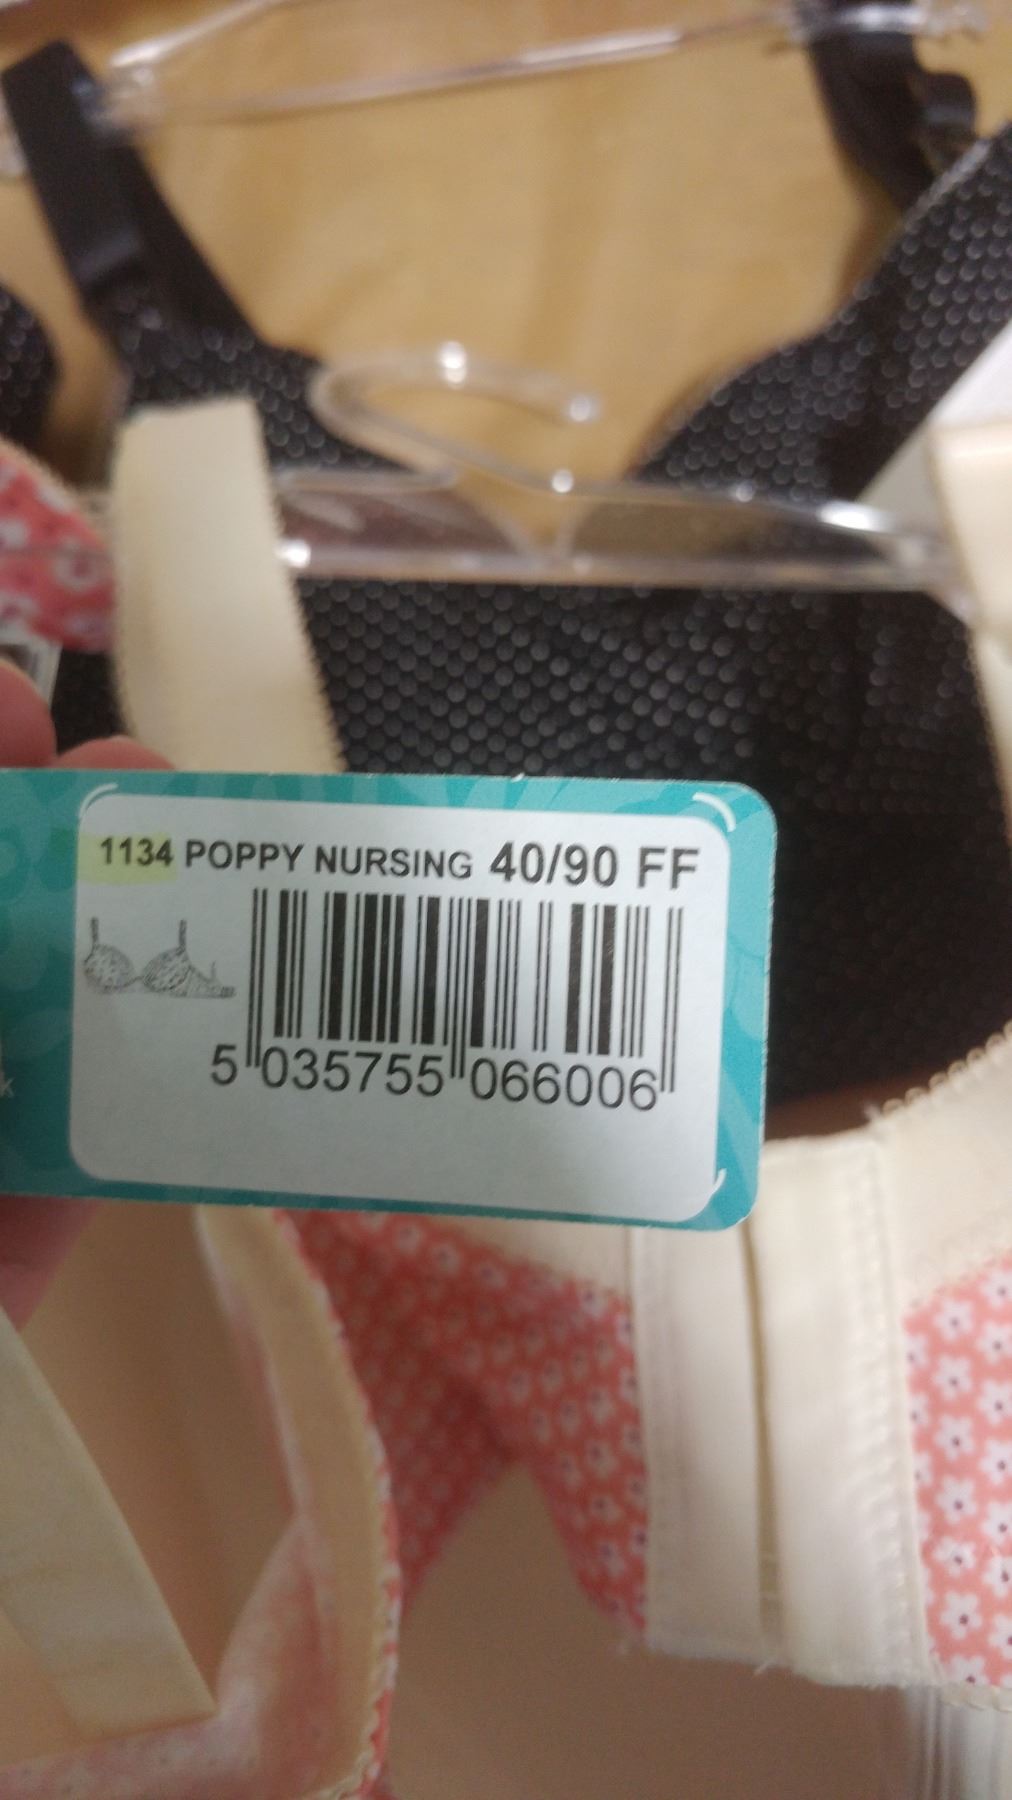 1134 POPPY NURSING 40/90 FF
5 035755 066006
k